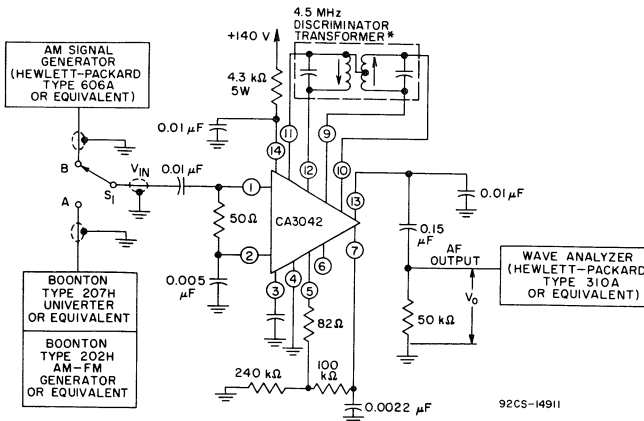 4.5 MHz
DISCRIMINATOR
TRANSFORMER*
+140 V
AM SIGNAL
GENERATOR
(HEWLETT-PACKARD
TYPE 606A
OR EQUIVALENT)
4.3 kΩ
5W
0.01 μF
11
9
14
12
10
B
VIN
0.01 μF
S1
A
1
13
0.01 μF
50Ω
CA3042
0.15
μF
2
7
AF
OUTPUT
WAVE ANALYZER
(HEWLETT-PACKARD
TYPE 310A
OR EQUIVALENT)
0.005
μF
3
4
5
6
Vo
50 kΩ
82Ω
BOONTON
TYPE 207H
UNIVERTER
OR EQUIVALENT
BOONTON
TYPE 202H
AM-FM
GENERATOR
OR EQUIVALENT
240 kΩ
100
kΩ
0.0022 μF
92CS-14911